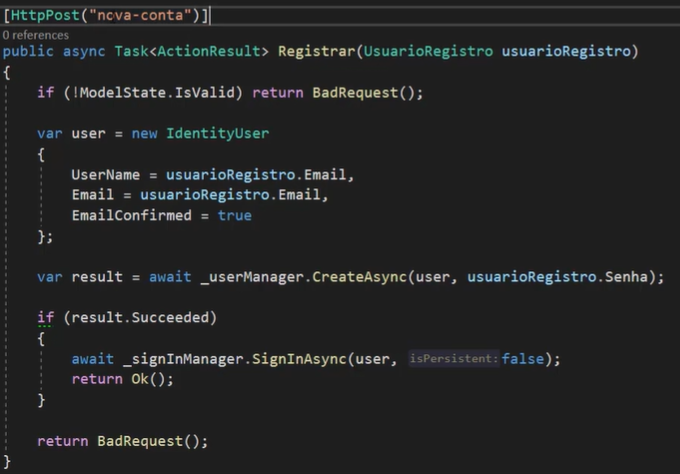 [HttpPost("nova-conta")]
0 references
public async Task<ActionResult> Registrar(UsuarioRegistro usuarioRegistro)
{
if (!ModelState.IsValid) return BadRequest();
var user = new IdentityUser
{
UserName = usuarioRegistro.Email,
Email = usuarioRegistro.Email,
EmailConfirmed = true
};
var result = await _userManager.CreateAsync(user, usuarioRegistro.Senha);
if (result.Succeeded)
{
await _signInManager.SignInAsync(user, isPersistent: false);
return Ok();
}
return BadRequest();
}